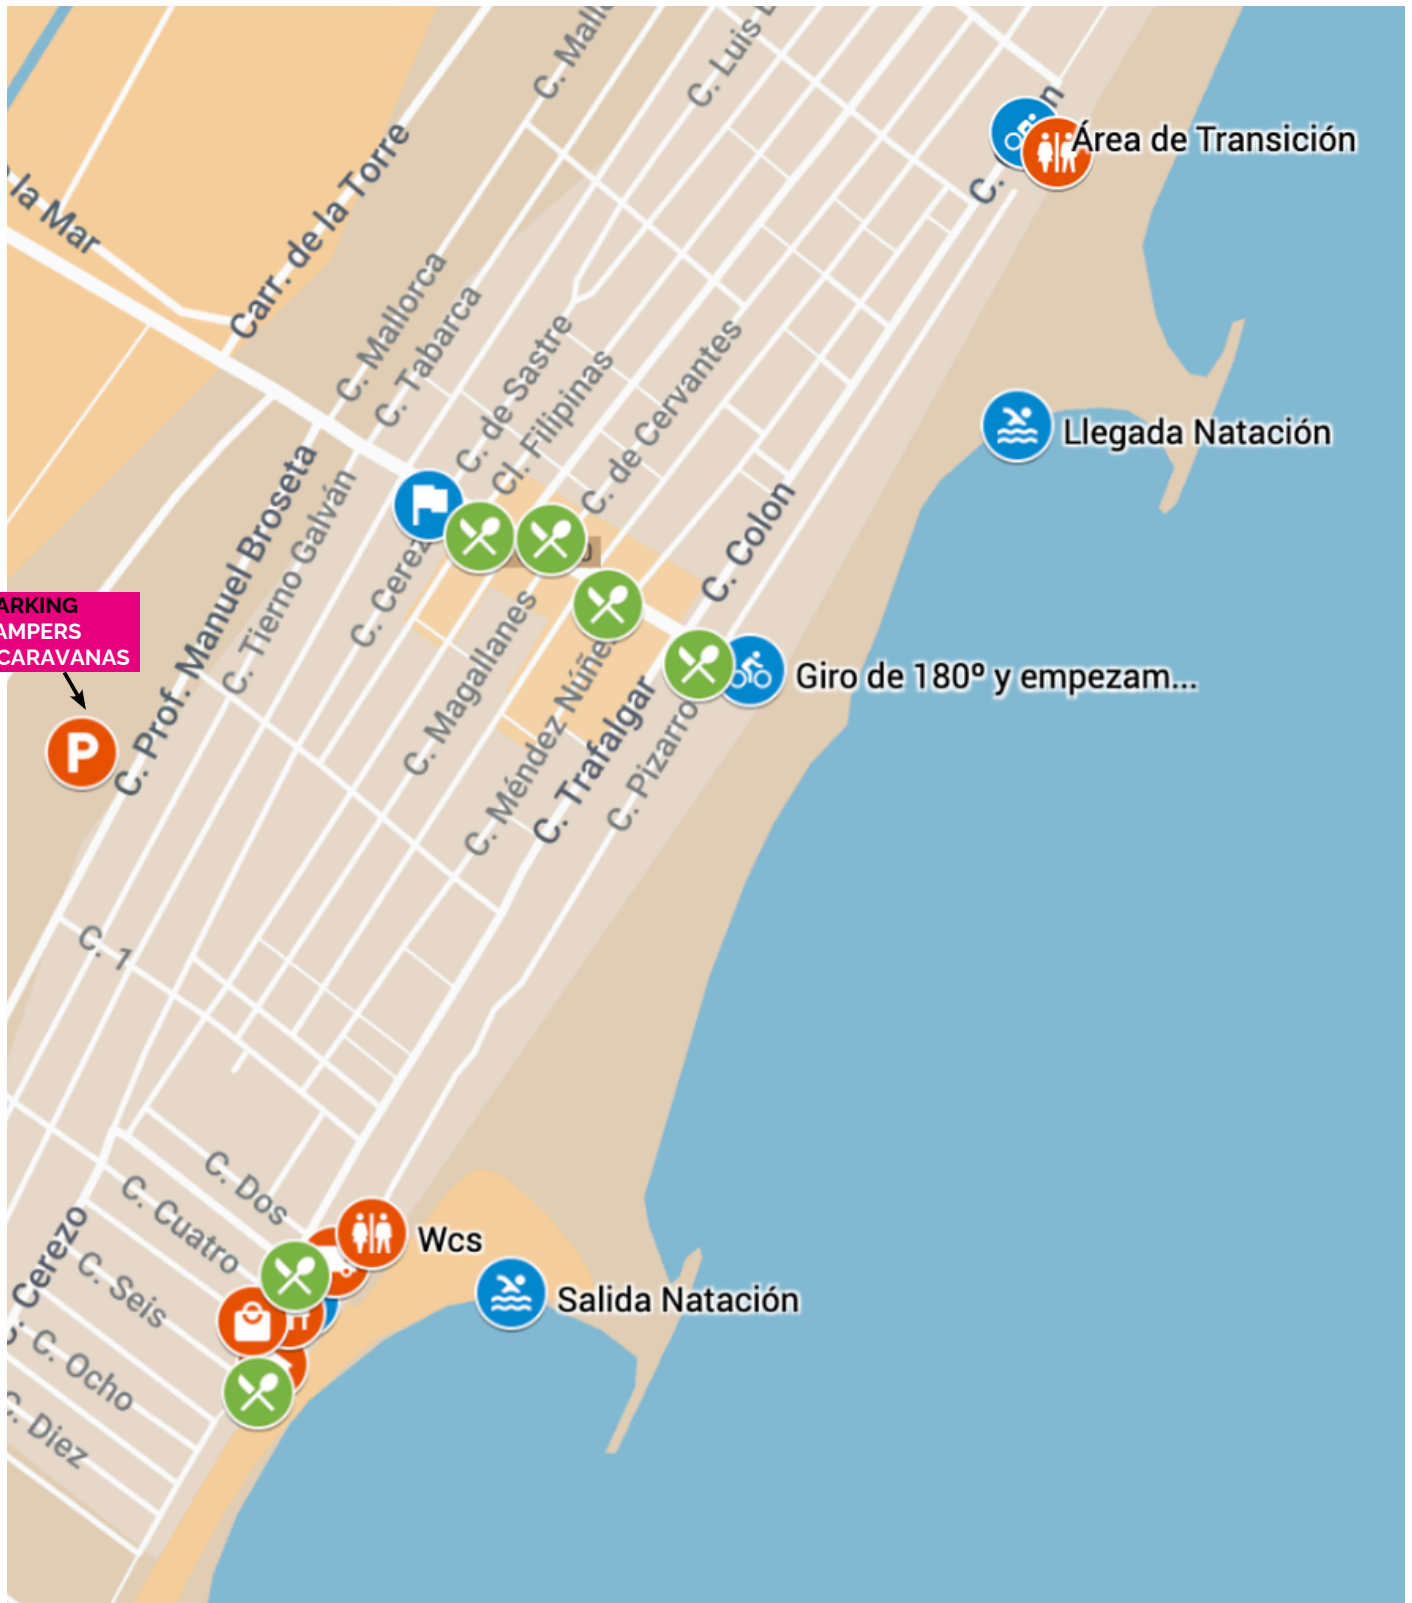 C. Mallo
C. Luis
C.
n
Área de Transición
la Mar
Carr. de la Torre
C. Mallorca
C. Tabarca
C. de Sastre
Cl. Filipinas
C. de Cervantes
Llegada Natación
C. Prof. Manuel Broseta
C. Tierno Galván
C. Cerez
C. Colon
ARKING
AMPERS
CARAVANAS
P
C. Magallanes
C. Méndez Núñe
C. Trafalgar
C. Pizarro
Giro de 180º y empezam...
C. 1
C. Dos
C. Cuatro
Cerezo
C. Seis
C. Ocho
C. Diez
Wcs
Salida Natación